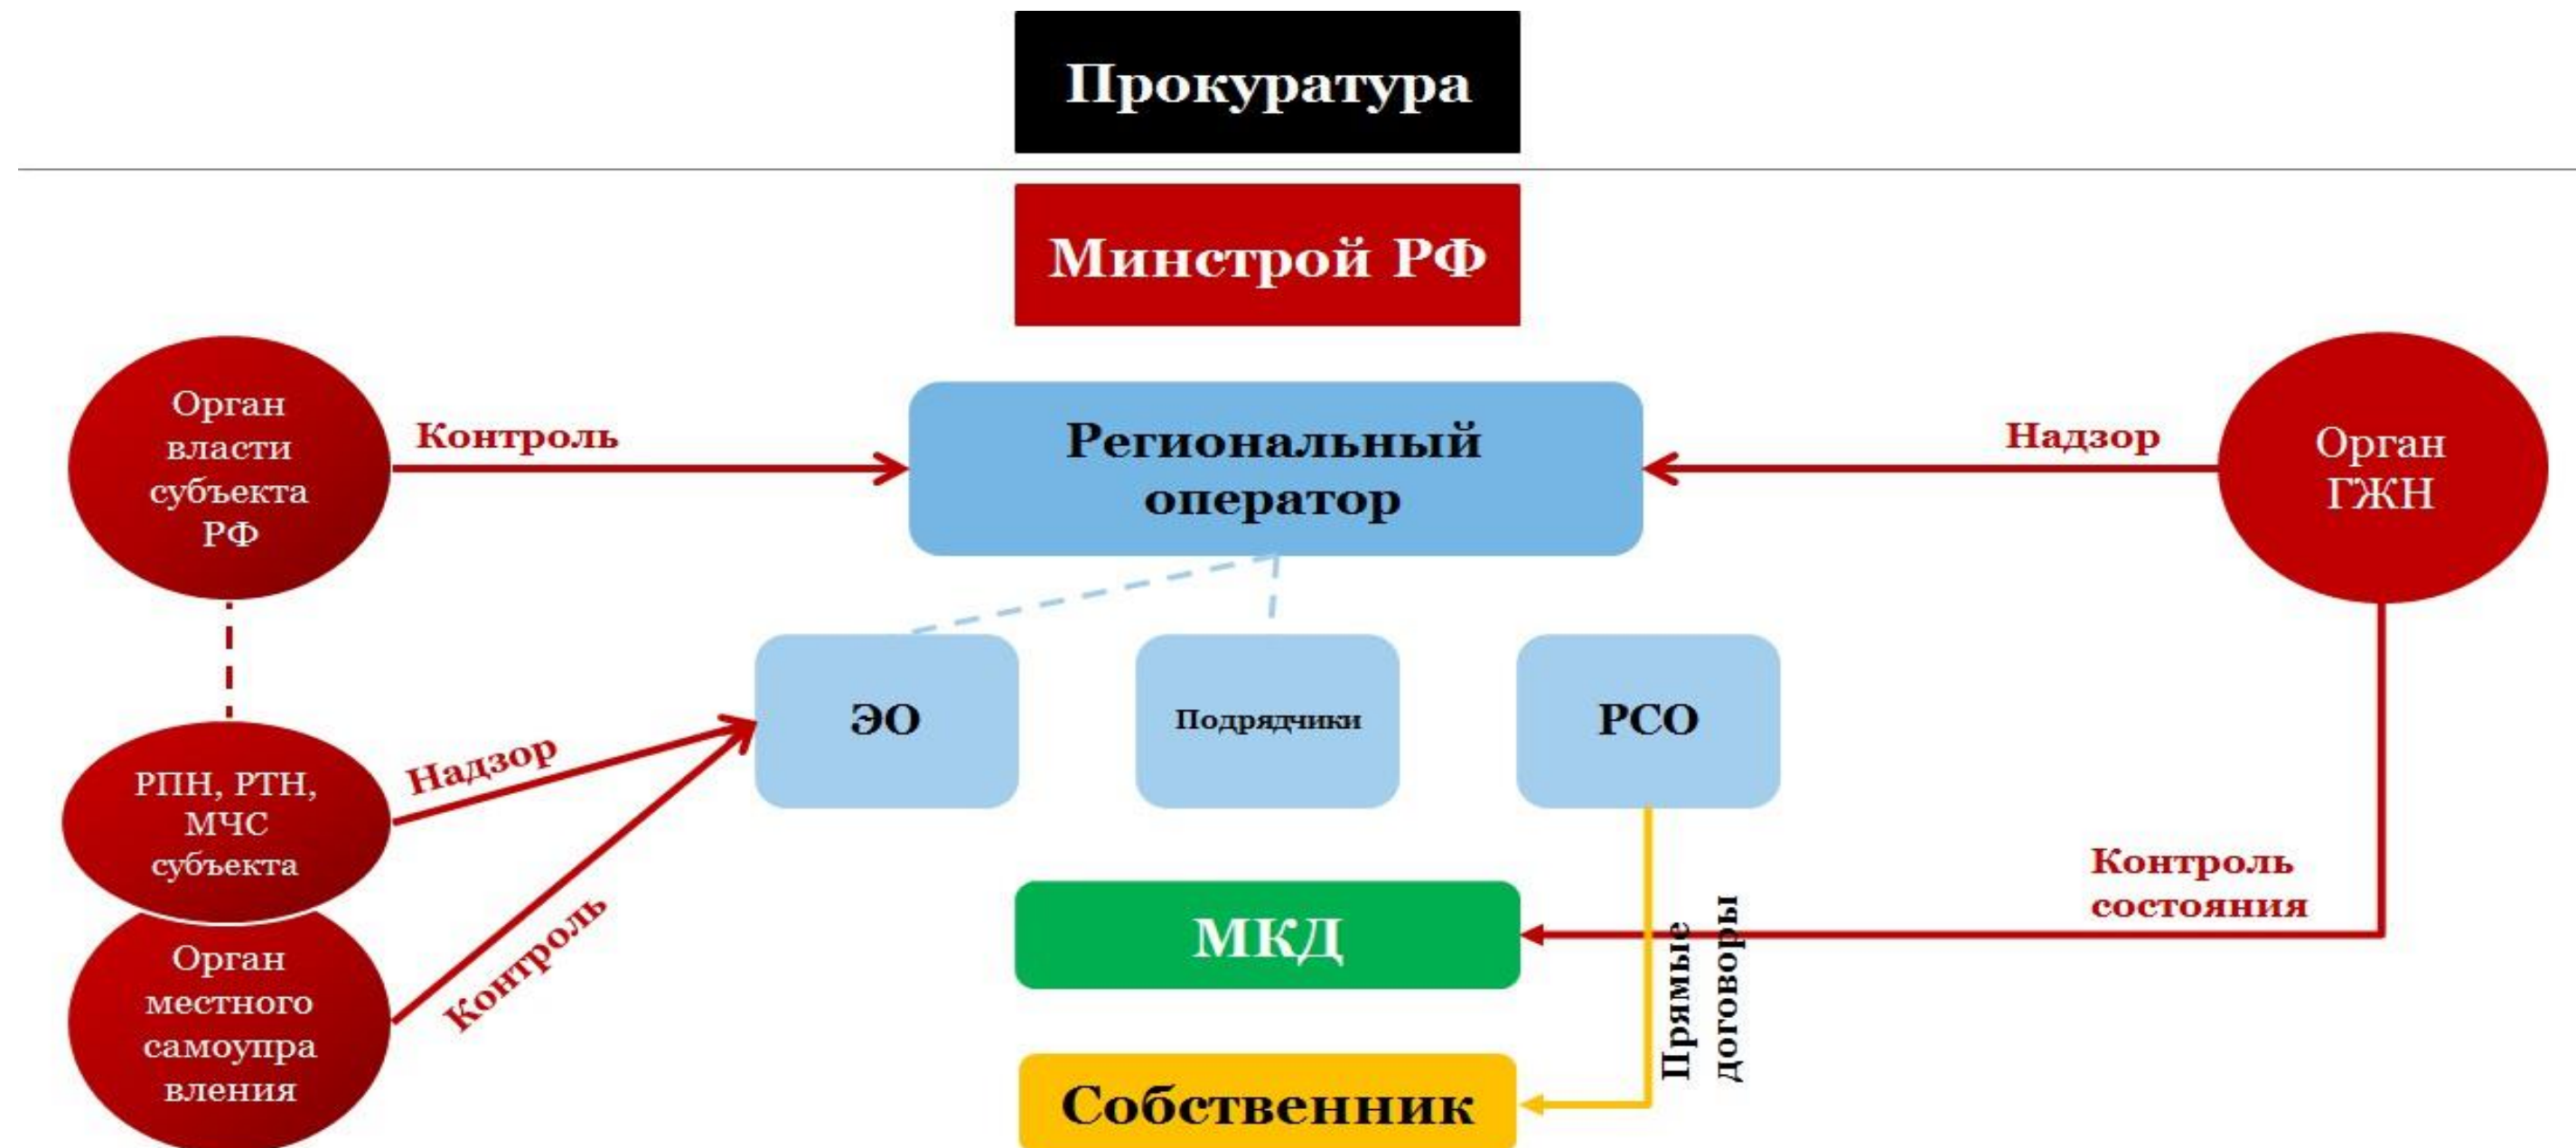 Прокуратура
Минстрой РФ
Орган
власти
субъекта
РФ
Контроль
Региональный
оператор
Надзор
Орган
ГЖН
ЭО
Подрядчики
РСО
РПН, РТН,
МЧС
субъекта
Надзор
Контроль
Орган
местного
самоупра
вления
МКД
Прямые
договоры
Контроль
состояния
Собственник